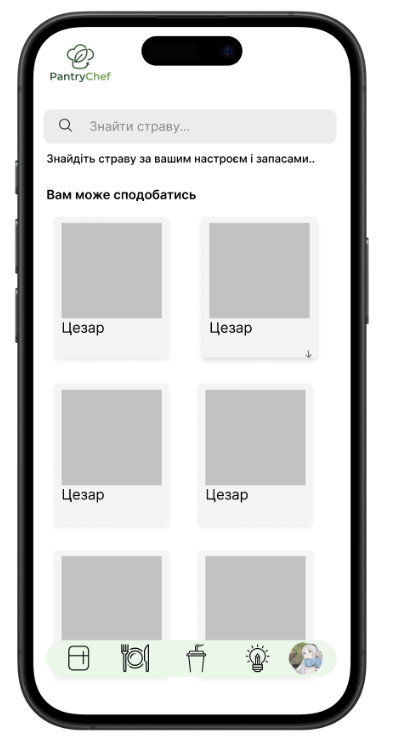 PantryChef
Знайти страву...
Знайдіть страву за вашим настроєм і запасами..
Вам може сподобатись
Цезар
Цезар
Цезар
Цезар